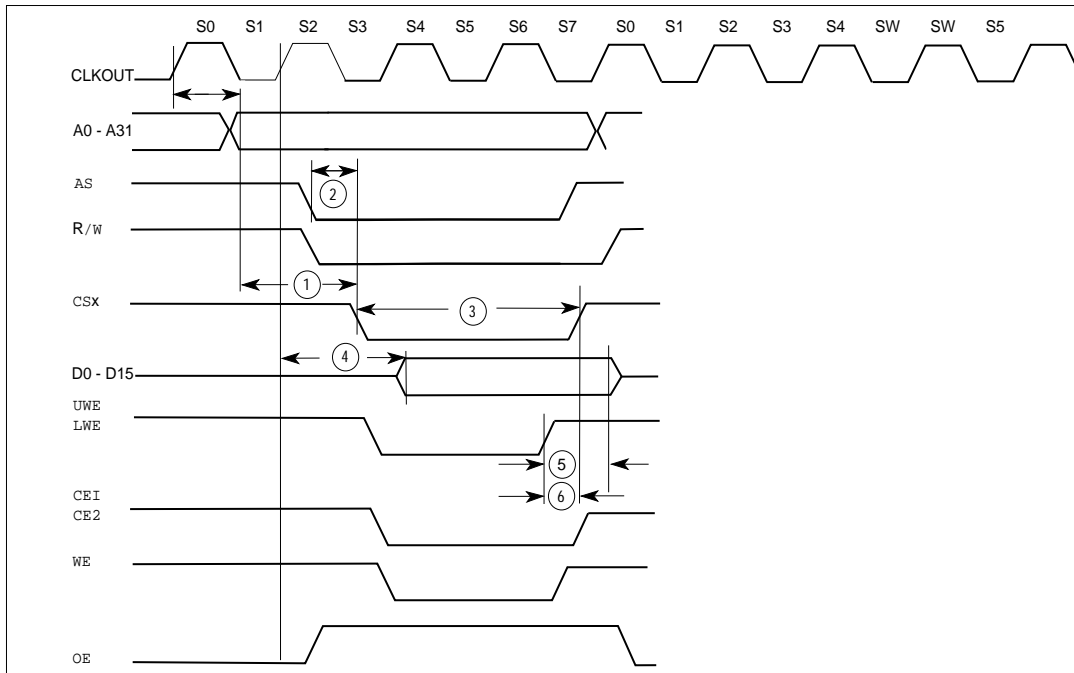 S0 S1 S2 S3 S4 S5 S6 S7 S0 S1 S2 S3 S4 SW SW S5
CLKOUT
A0 - A31
AS
2
R/W
1
CSX
3
4
D0 - D15
UWE
LWE
5
6
CEI
CE2
WE
OE